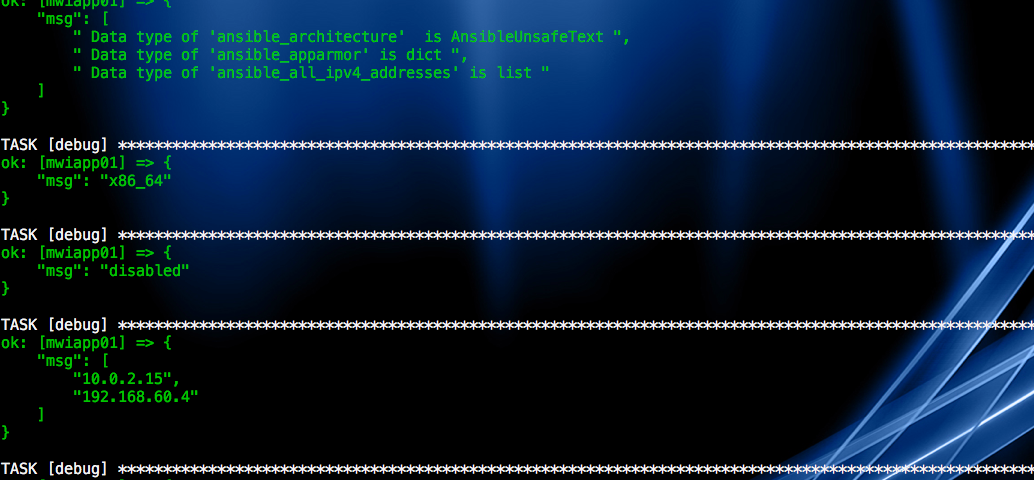 ok: [mwiapp01] => {
    "msg": [
        " Data type of 'ansible_architecture'  is AnsibleUnsafeText ",
        " Data type of 'ansible_apparmor' is dict ",
        " Data type of 'ansible_all_ipv4_addresses' is list "
    ]
}
TASK [debug] ******************************************************************************************************
ok: [mwiapp01] => {
    "msg": "x86_64"
}
TASK [debug] ******************************************************************************************************
ok: [mwiapp01] => {
    "msg": "disabled"
}
TASK [debug] ******************************************************************************************************
ok: [mwiapp01] => {
    "msg": [
        "10.0.2.15",
        "192.168.60.4"
    ]
}
TASK [debug] ******************************************************************************************************